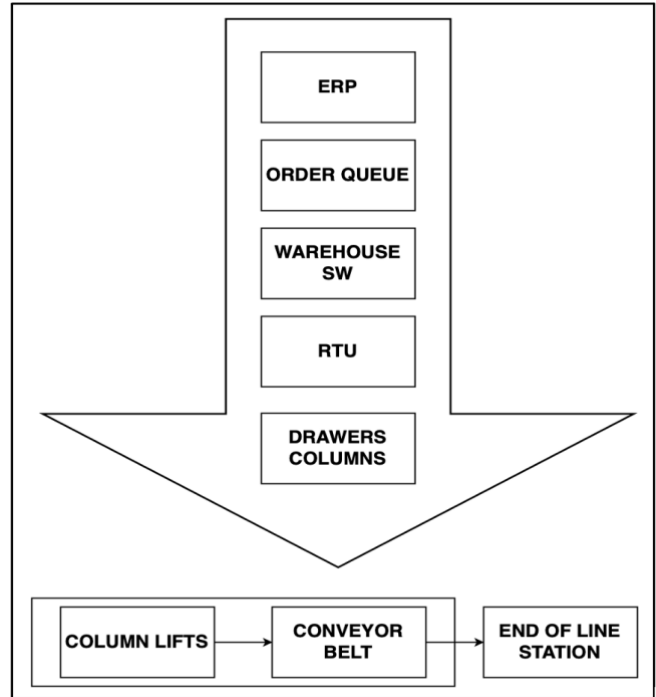 ERP
ORDER QUEUE
WAREHOUSE
SW
RTU
DRAWERS
COLUMNS
COLUMN LIFTS
CONVEYOR
BELT
END OF LINE
STATION